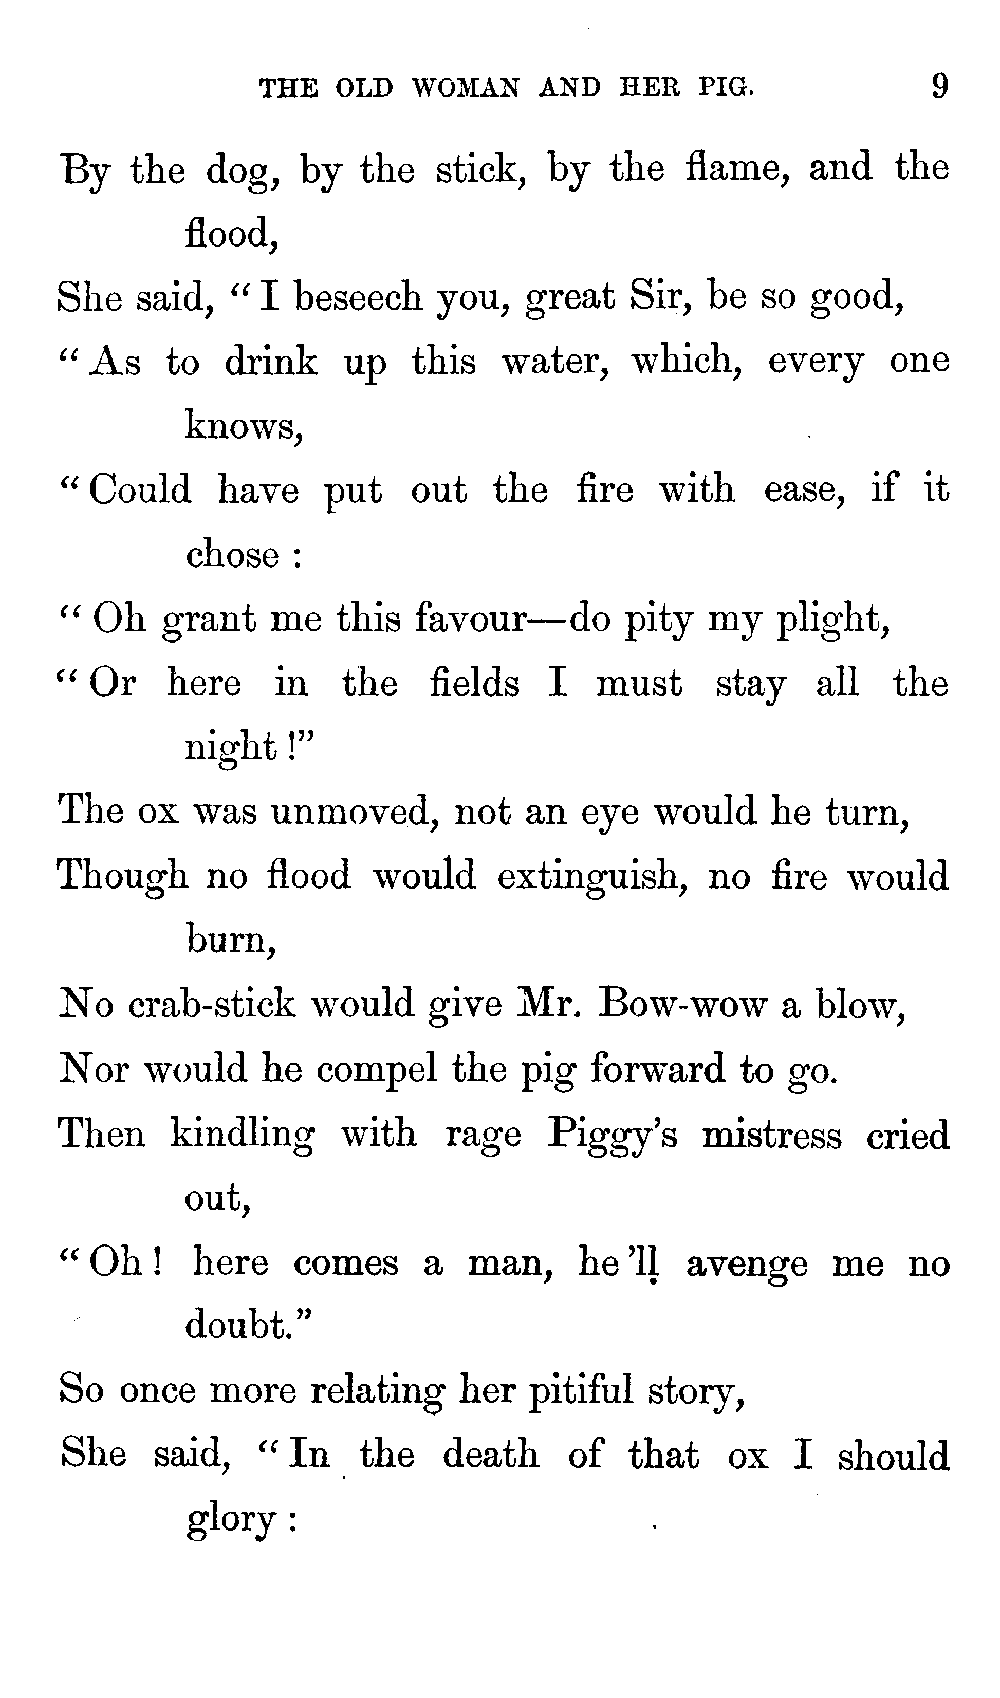 THE OLD WOMAN AND HER PIG. 9
By the dog, by the stick, by the flame, and the
flood,
She said, “ I beseech you, great Sir, be so good,
“ As to drink up this water, which, every one
knows,
“ Could have put out the fire with ease, if it
chose :
“ Oh grant me this favour—do pity my plight,
“ Or here in the fields I must stay all the
night !”
The ox was unmoved, not an eye would he turn,
Though no flood would extinguish, no fire would
burn,
No crab-stick would give Mr. Bow-wow a blow,
Nor would he compel the pig forward to go.
Then kindling with rage Piggy’s mistress cried
out,
“ Oh ! here comes a man, he ’ll avenge me no
doubt.”
So once more relating her pitiful story,
She said, “ In the death of that ox I should
glory :